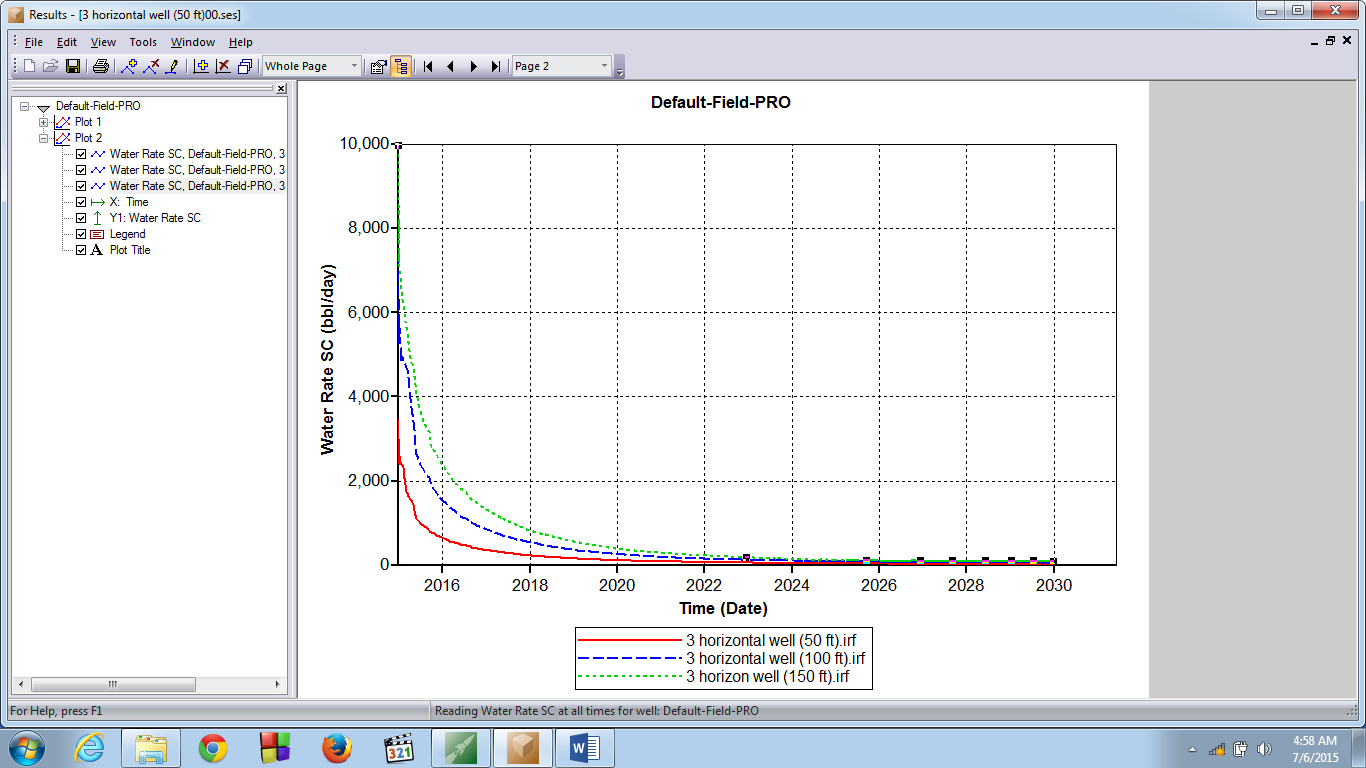 Results - [3 horizontal well (50 ft)00.ses]
File Edit View Tools Window Help
Whole Page
Page 2
Default-Field-PRO
Plot 1
Plot 2
Water Rate SC, Default-Field-PRO, 3
Water Rate SC, Default-Field-PRO, 3
Water Rate SC, Default-Field-PRO, 3
X: Time
Y1: Water Rate SC
Legend
A Plot Title
Default-Field-PRO
Water Rate SC (bbl/day)
10,000
8,000
6,000
4,000
2,000
0
2016 2018 2020 2022 2024 2026 2028 2030
Time (Date)
3 horizontal well (50 ft).irf
3 horizontal well (100 ft).irf
3 horizon well (150 ft).irf
For Help, press F1
Reading Water Rate SC at all times for well: Default-Field-PRO
321
W
4:58 AM
7/6/2015